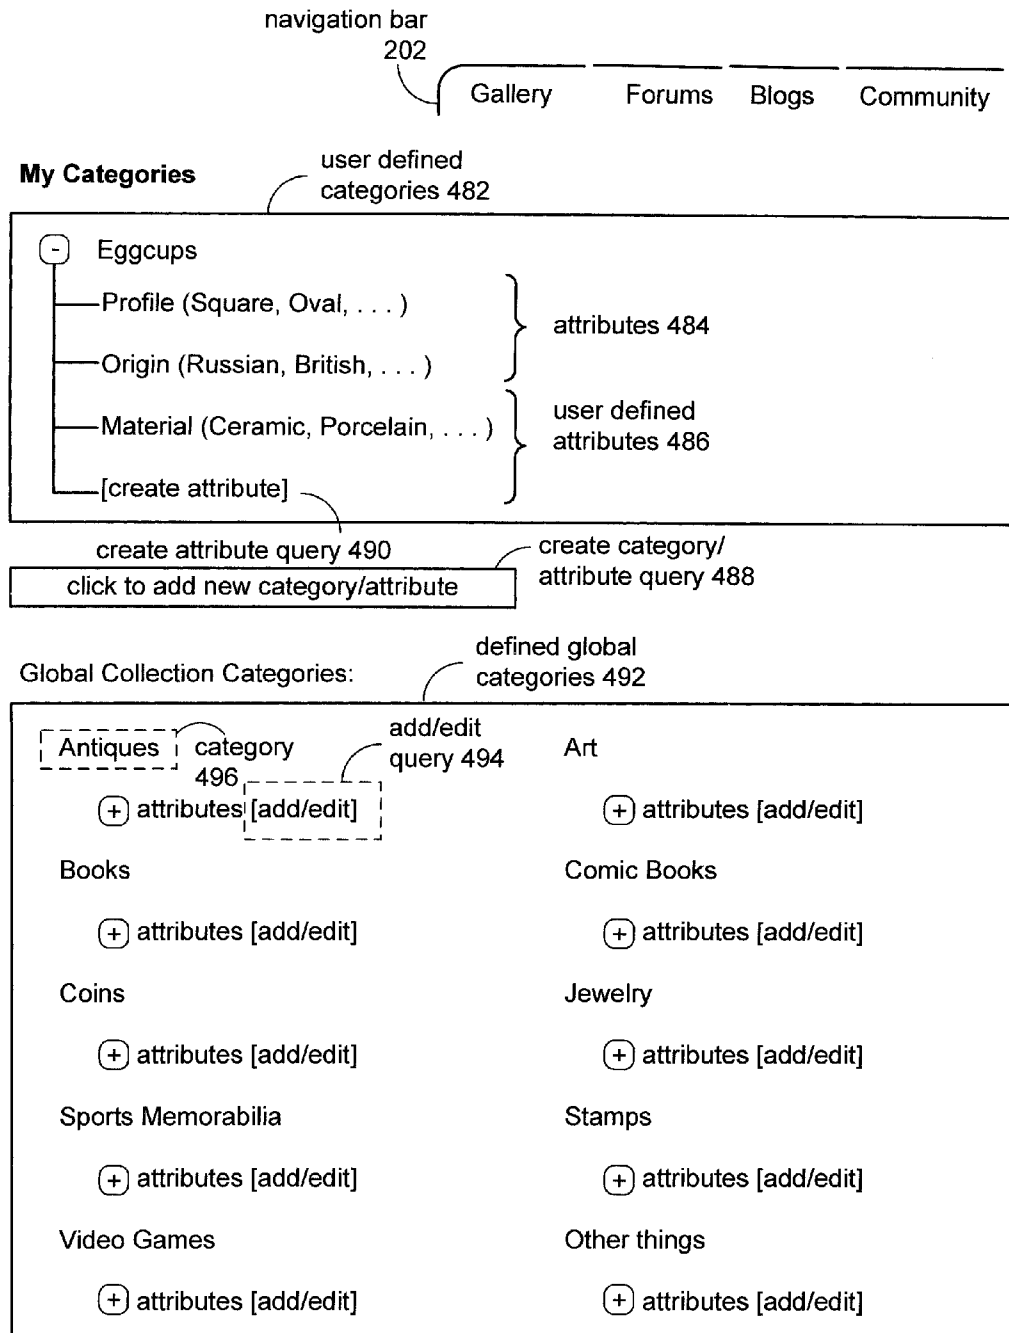 navigation bar
202
Gallery Forums Blogs Community
My Categories
user defined
categories 482
- Eggcups
Profile (Square, Oval, . . . )
attributes 484
Origin (Russian, British, . . . )
Material (Ceramic, Porcelain, . . . )
user defined
attributes 486
[create attribute]
create attribute query 490
create category/
attribute query 488
click to add new category/attribute
Global Collection Categories:
defined global
categories 492
Antiques
category
496
add/edit
query 494
Art
+ attributes [add/edit] + attributes [add/edit]
Books Comic Books
+ attributes [add/edit] + attributes [add/edit]
Coins Jewelry
+ attributes [add/edit] + attributes [add/edit]
Sports Memorabilia Stamps
+ attributes [add/edit] + attributes [add/edit]
Video Games Other things
+ attributes [add/edit] + attributes [add/edit]